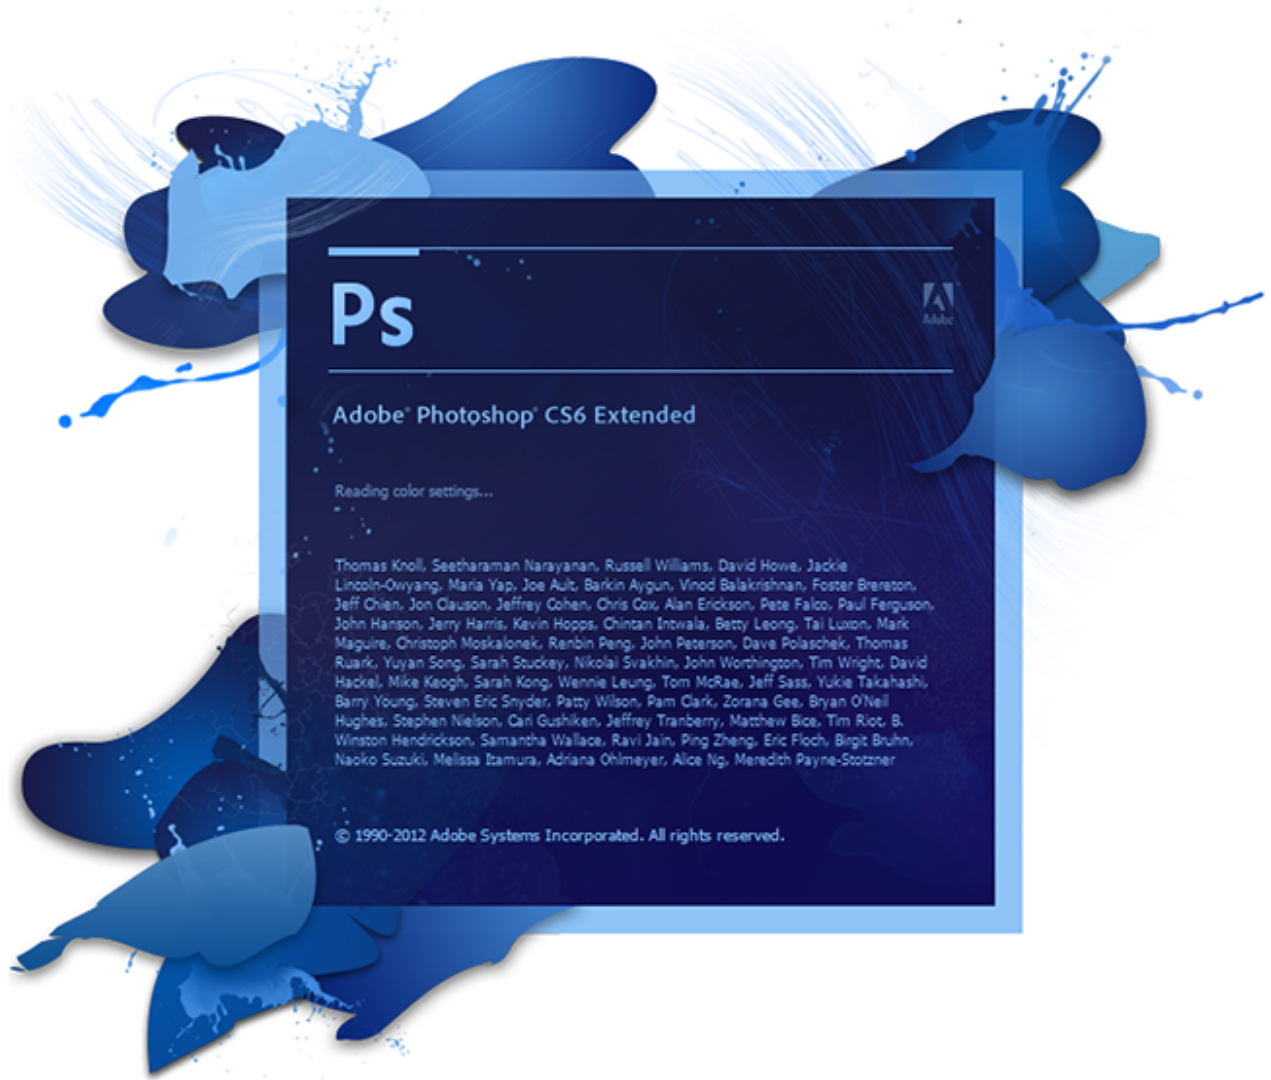 Ps
Adobe
Adobe® Photoshop® CS6 Extended
Reading color settings...
Thomas Knoll, Seetharaman Narayanan, Russell Williams, David Howe, Jackie
Lincoln-Owyang, Maria Yap, Joe Ault, Barkin Aygun, Vinod Balakrishnan, Foster Brereton,
Jeff Chien, Jon Clauson, Jeffrey Cohen, Chris Cox, Alan Erickson, Pete Falco, Paul Ferguson,
John Hanson, Jerry Harris, Kevin Hopps, Chintan Intwala, Betty Leong, Tai Luxon, Mark
Maguire, Christoph Moskalonek, Renbin Peng, John Peterson, Dave Polaschek, Thomas
Ruark, Yuyan Song, Sarah Stuckey, Nikolai Svakhin, John Worthington, Tim Wright, David
Hackel, Mike Keogh, Sarah Kong, Wennie Leung, Tom McRae, Jeff Sass, Yukie Takahashi,
Barry Young, Steven Eric Snyder, Patty Wilson, Pam Clark, Zorana Gee, Bryan O'Neil
Hughes, Stephen Nielson, Cari Gushiken, Jeffrey Tranberry, Matthew Bice, Tim Riot, B.
Winston Hendrickson, Samantha Wallace, Ravi Jain, Ping Zheng, Eric Floch, Birgit Bruhn,
Naoko Suzuki, Melissa Itamura, Adriana Ohlmeyer, Alice Ng, Meredith Payne-Stotzner
© 1990-2012 Adobe Systems Incorporated. All rights reserved.